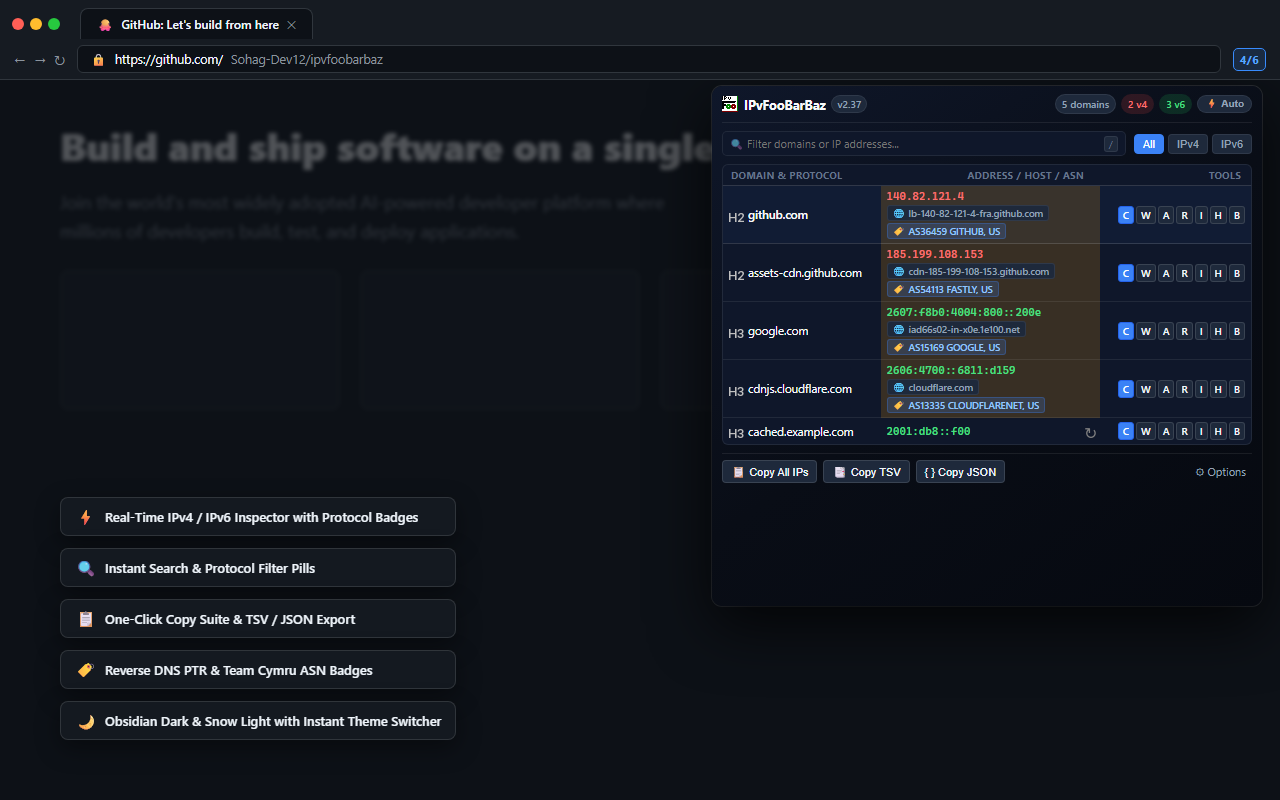 GitHub: Let's build from here
https://github.com/ Sohag-Dev12/ipvfoobarbaz
4/6
Build and ship software on a single
Join the world's most widely adopted AI-powered developer platform where
millions of developers build, test, and deploy applications.
IPvFooBarBaz v2.37 5 domains 2 v4 3 v6 Auto
Filter domains or IP addresses... / All IPv4 IPv6
DOMAIN & PROTOCOL ADDRESS / HOST / ASN TOOLS
140.82.121.4
H2 github.com lb-140-82-121-4-fra.github.com C W A R I H B
AS36459 GITHUB, US
185.199.108.153
H2 assets-cdn.github.com cdn-185-199-108-153.github.com C W A R I H B
AS54113 FASTLY, US
2607:f8b0:4004:800::200e
H3 google.com iad66s02-in-x0e.1e100.net C W A R I H B
AS15169 GOOGLE, US
2606:4700::6811:d159
H3 cdnjs.cloudflare.com cloudflare.com C W A R I H B
AS13335 CLOUDFLARENET, US
H3 cached.example.com 2001:db8::f00 C W A R I H B
Copy All IPs Copy TSV { } Copy JSON Options
Real-Time IPv4 / IPv6 Inspector with Protocol Badges
Instant Search & Protocol Filter Pills
One-Click Copy Suite & TSV / JSON Export
Reverse DNS PTR & Team Cymru ASN Badges
Obsidian Dark & Snow Light with Instant Theme Switcher